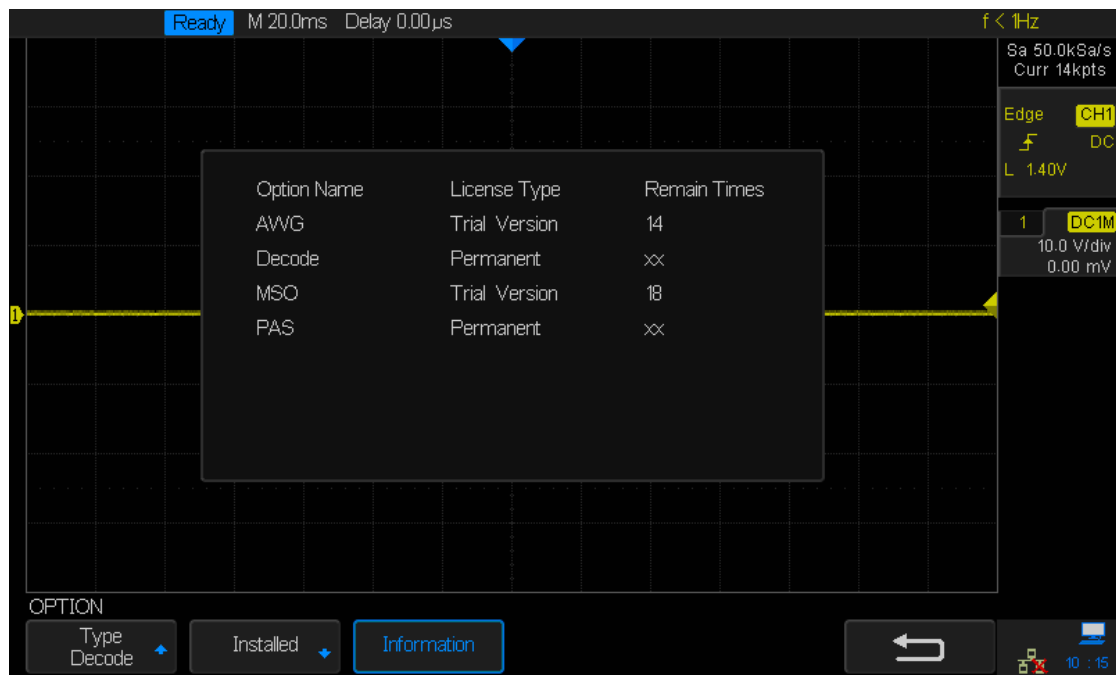 Ready M 20.0ms Delay 0.00µs f < 1Hz
Sa 50.0kSa/s
Curr 14kpts
Edge CH1
DC
L 1.40V
1 DC1M
10.0 V/div
0.00 mV
Option Name License Type Remain Times
AWG Trial Version 14
Decode Permanent xx
MSO Trial Version 18
PAS Permanent xx
1
OPTION
Type
Decode
Installed
Information
10 : 15